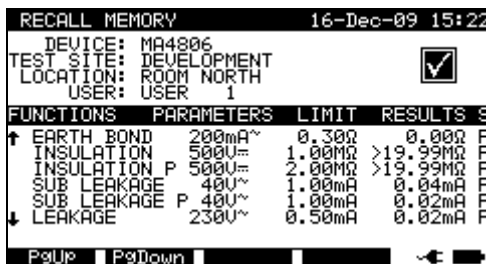 RECALL MEMORY 16-Dec-09 15:22
DEVICE: MA4806
TEST SITE: DEVELOPMENT
LOCATION: ROOM NORTH
USER: USER 1
FUNCTIONS PARAMETERS LIMIT RESULTS S
EARTH BOND 200mA~ 0.30Ω 0.00Ω P
INSULATION 500V⎓ 1.00MΩ >19.99MΩ P
INSULATION P 500V⎓ 2.00MΩ >19.99MΩ P
SUB LEAKAGE 40V~ 1.00mA 0.04mA P
SUB LEAKAGE P 40V~ 1.00mA 0.02mA P
LEAKAGE 230V~ 0.50mA 0.02mA P
PgUp PgDown